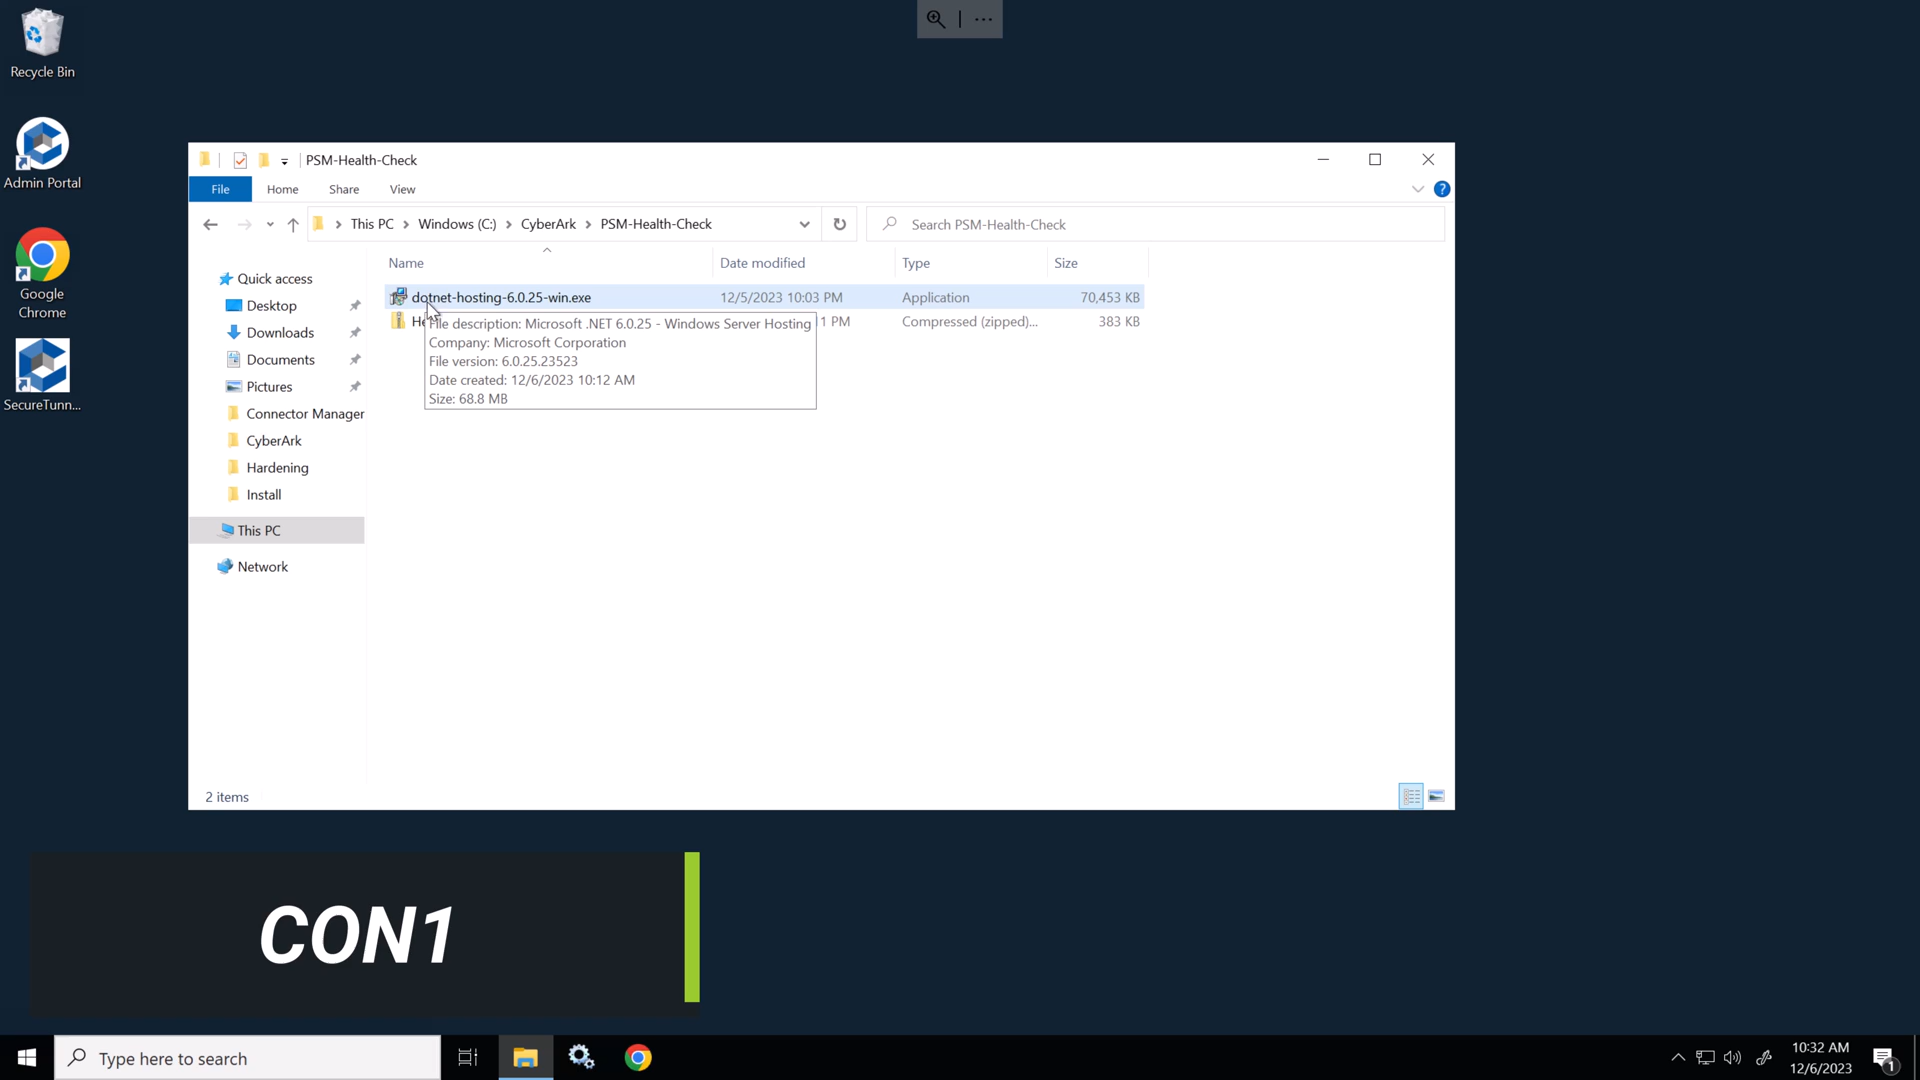 Recycle Bin
Admin Portal
Google
Chrome
SecureTunn...
PSM-Health-Check
File
Home
Share
View
This PC
Windows (C:)
CyberArk
PSM-Health-Check
Search PSM-Health-Check
Name
Date modified
Type
Size
Quick access
Desktop
Downloads
Documents
Pictures
Connector Manager
CyberArk
Hardening
Install
This PC
Network
dotnet-hosting-6.0.25-win.exe
12/5/2023 10:03 PM
Application
70,453 KB
He
1 PM
Compressed (zipped)...
383 KB
File description: Microsoft .NET 6.0.25 - Windows Server Hosting
Company: Microsoft Corporation
File version: 6.0.25.23523
Date created: 12/6/2023 10:12 AM
Size: 68.8 MB
2 items
CON1
Type here to search
10:32 AM
12/6/2023
1